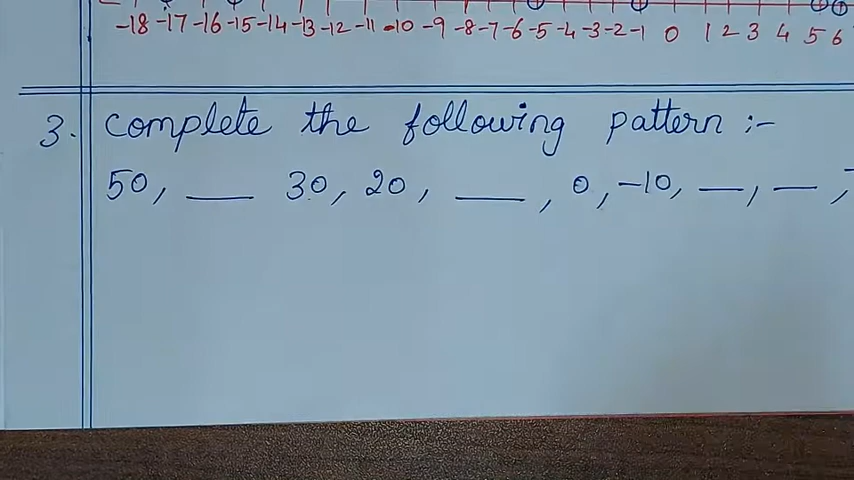 -18 -17 -16 -15 -14 -13 -12 -11 -10 -9 -8 -7 -6 -5 -4 -3 -2 -1 0 1 2 3 4 5 6
3. Complete the following pattern :-
50, ___ 30, 20, ___, 0, -10, ___, ___,